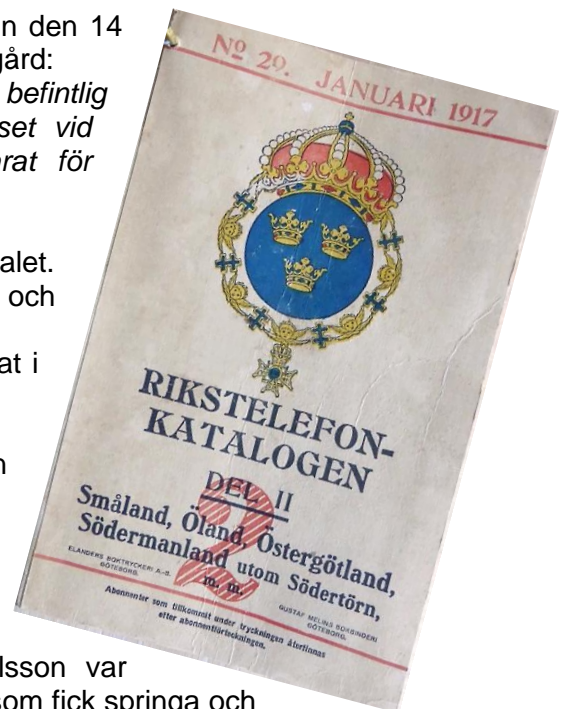 n den 14
gård:
befintlig
set vid
rat för
alet.
och
at i
n
lsson var
som fick springa och
No 29. JANUARI 1917
RIKSTELEFON-
KATALOGEN
DEL II
2
Småland, Öland, Östergötland,
Södermanland utom Södertörn,
m. m.
ELANDERS BOKTRYCKERI A.-B.
GÖTEBORG.
GUSTAF MELINS BOKBINDERI
GÖTEBORG.
Abonnenter som tillkommit under tryckningen återfinnas
efter abonnentförteckningen.